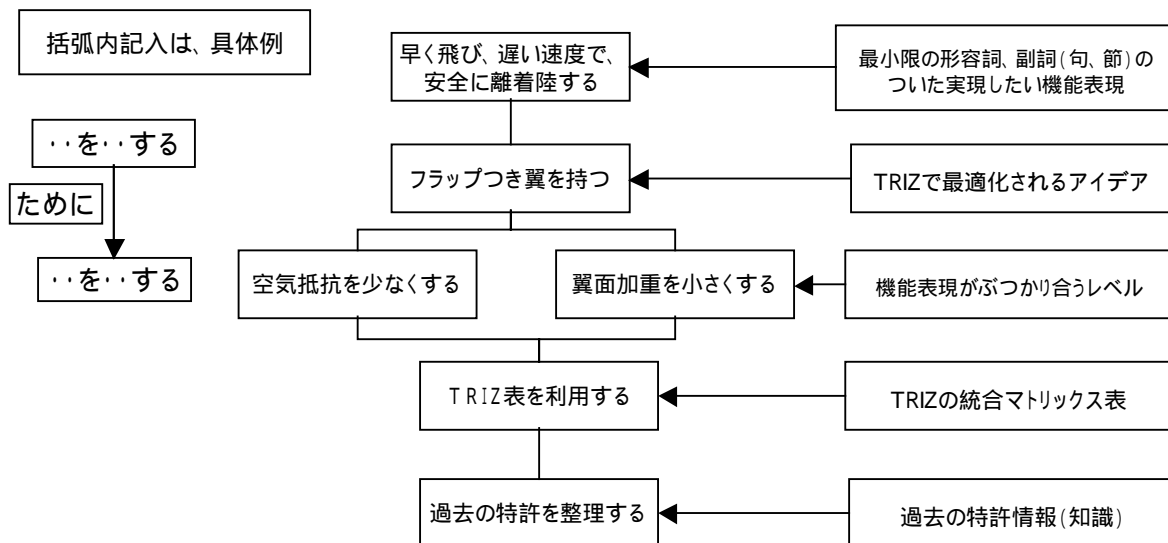 括弧内記入は、具体例
早く飛び、遅い速度で、
安全に離着陸する
最小限の形容詞、副詞(句、節)の
ついた実現したい機能表現
・・を・・する
ために
・・を・・する
フラップつき翼を持つ
TRIZで最適化されるアイデア
空気抵抗を少なくする
翼面加重を小さくする
機能表現がぶつかり合うレベル
TRIZ表を利用する
TRIZの統合マトリックス表
過去の特許を整理する
過去の特許情報(知識)